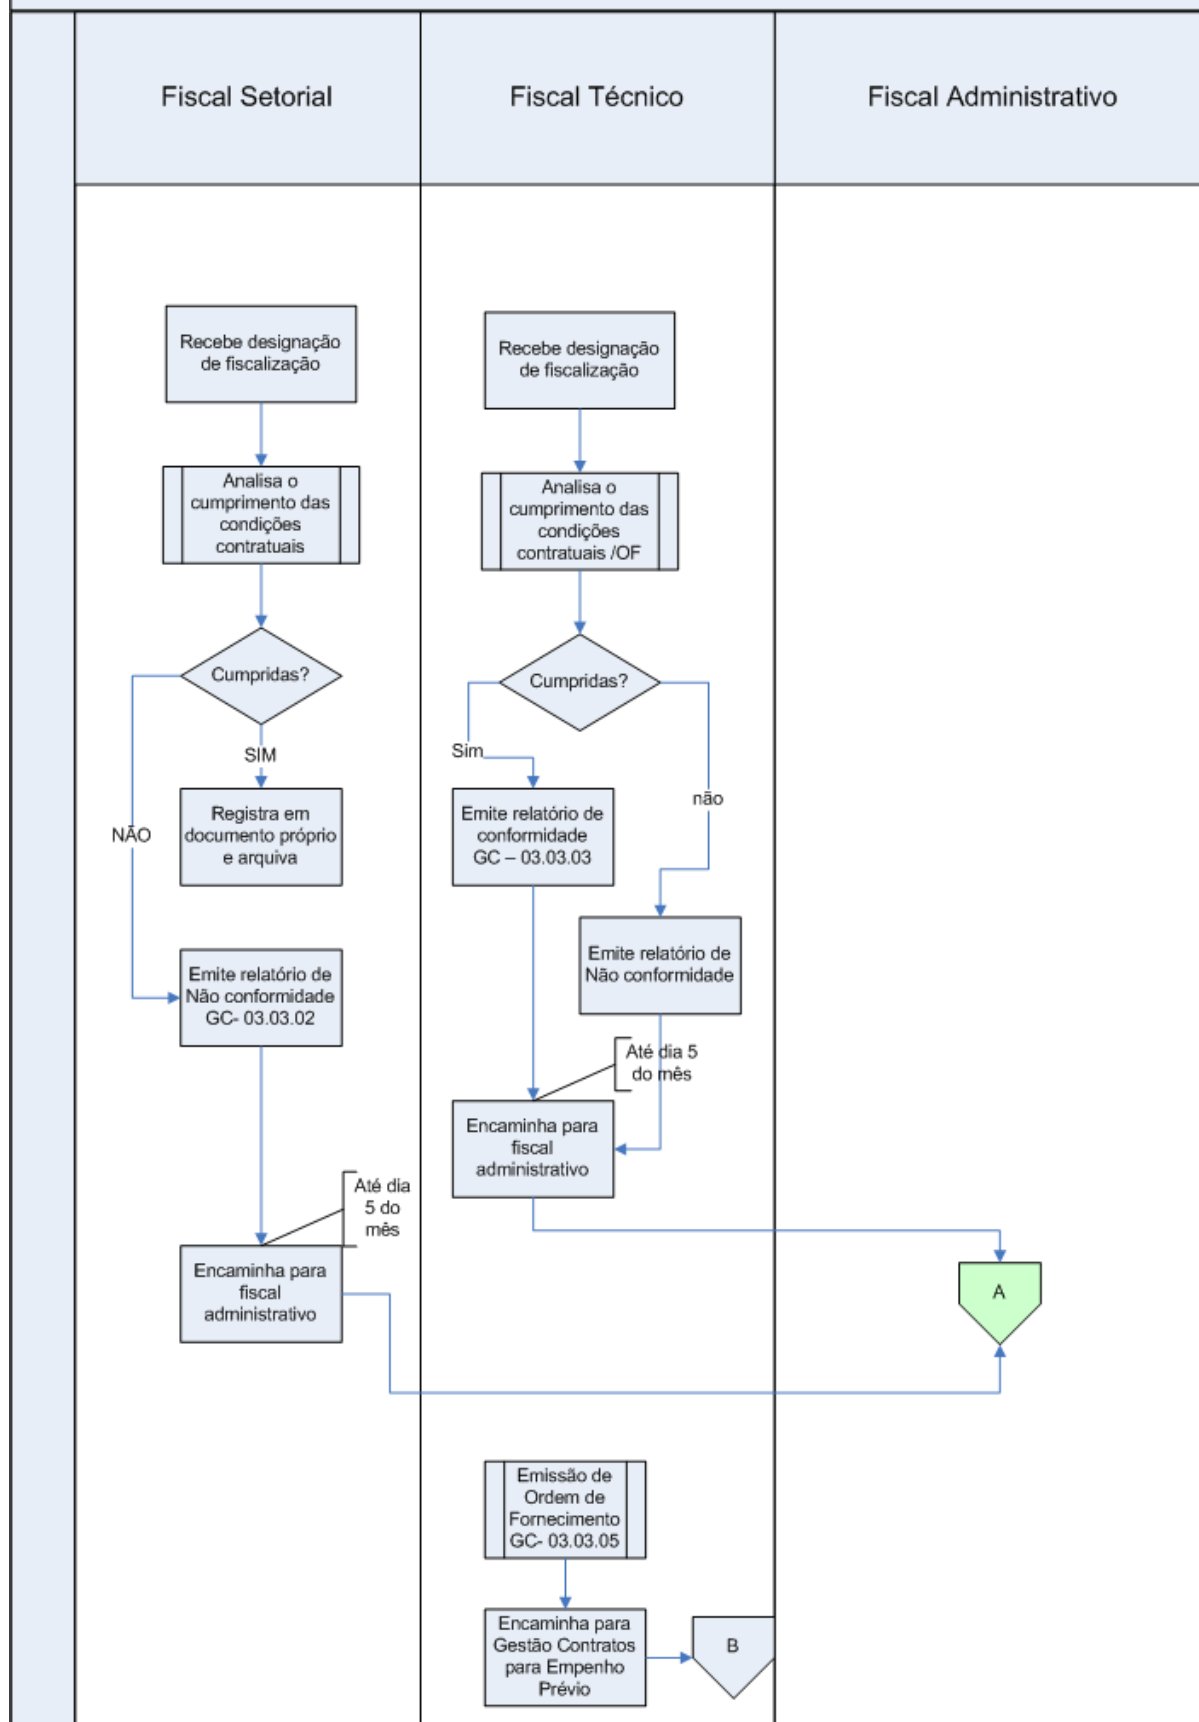 Fiscal Setorial
Fiscal Técnico
Fiscal Administrativo
Recebe designação
de fiscalização
Analisa o
cumprimento das
condições
contratuais
Cumpridas?
SIM
NÃO
Registra em
documento próprio
e arquiva
Emite relatório de
Não conformidade
GC- 03.03.02
Até dia
5 do
mês
Encaminha para
fiscal
administrativo
Recebe designação
de fiscalização
Analisa o
cumprimento das
condições
contratuais /OF
Cumpridas?
Sim
não
Emite relatório de
conformidade
GC – 03.03.03
Emite relatório de
Não conformidade
Até dia 5
do mês
Encaminha para
fiscal
administrativo
A
Emissão de
Ordem de
Fornecimento
GC- 03.03.05
Encaminha para
Gestão Contratos
para Empenho
Prévio
B